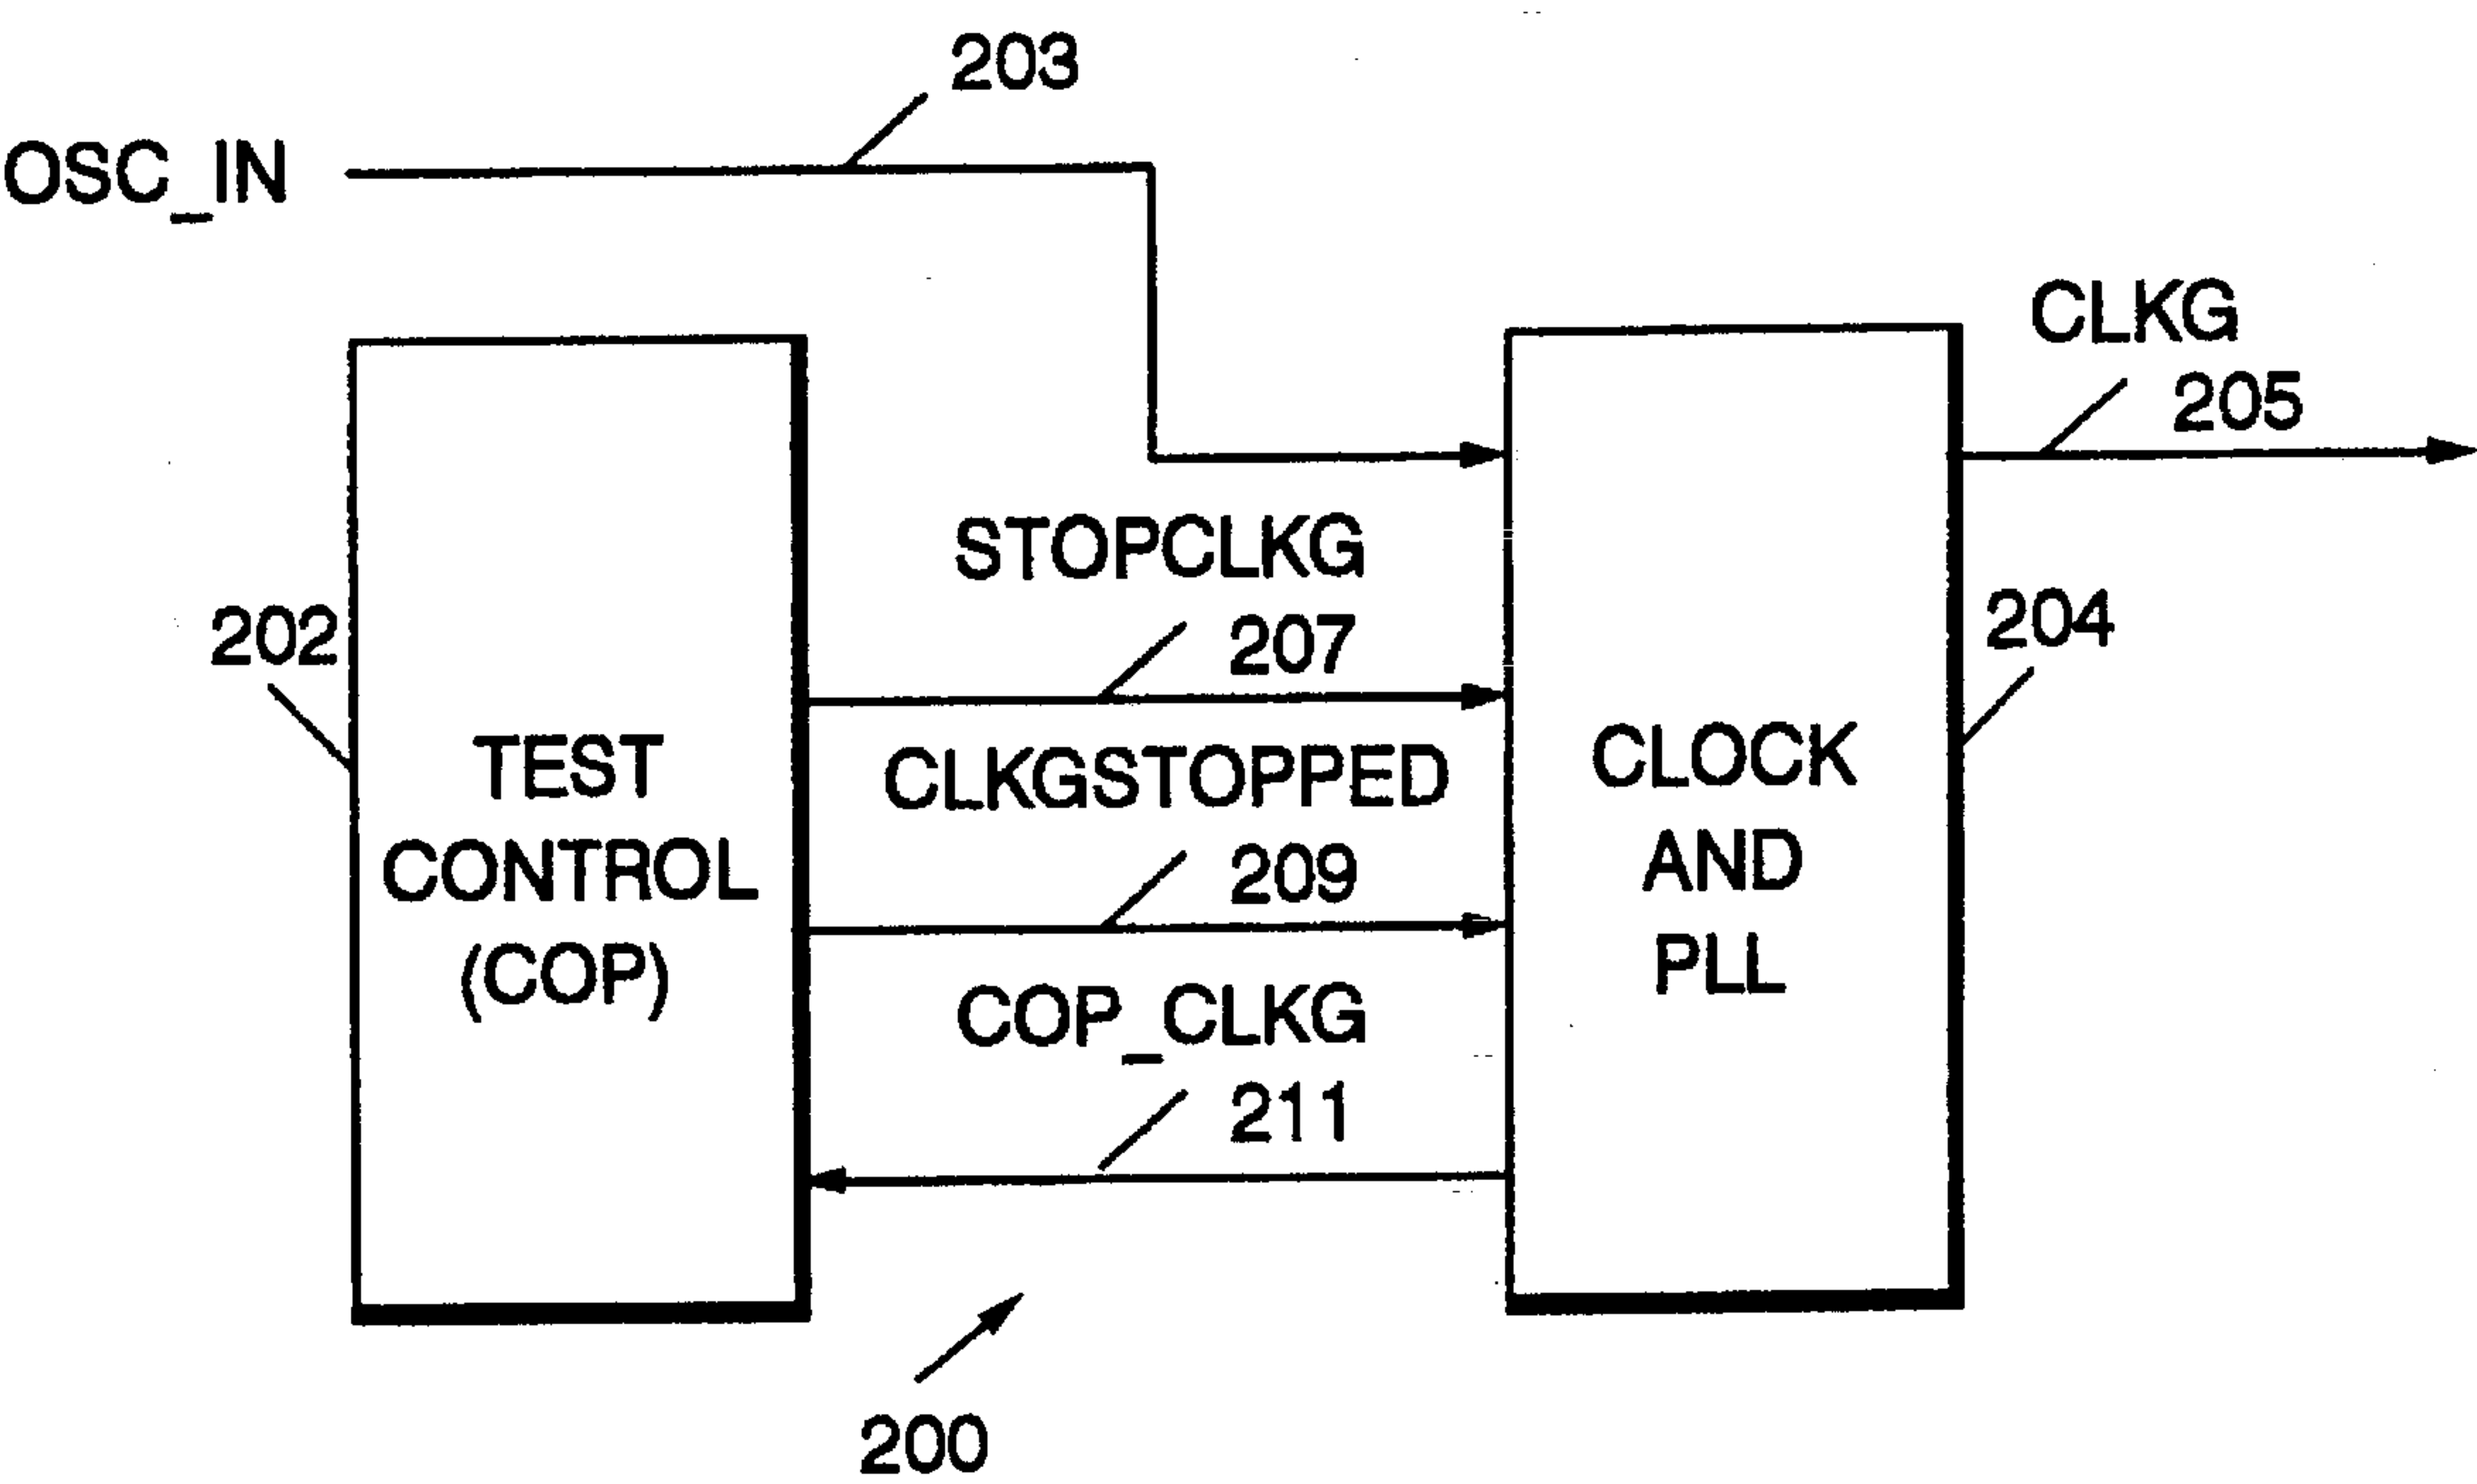 203
OSC_IN
CLKG
205
STOPCLKG
207
202
204
TEST
CONTROL
(COP)
CLKGSTOPPED
209
CLOCK
AND
PLL
COP_CLKG
211
200